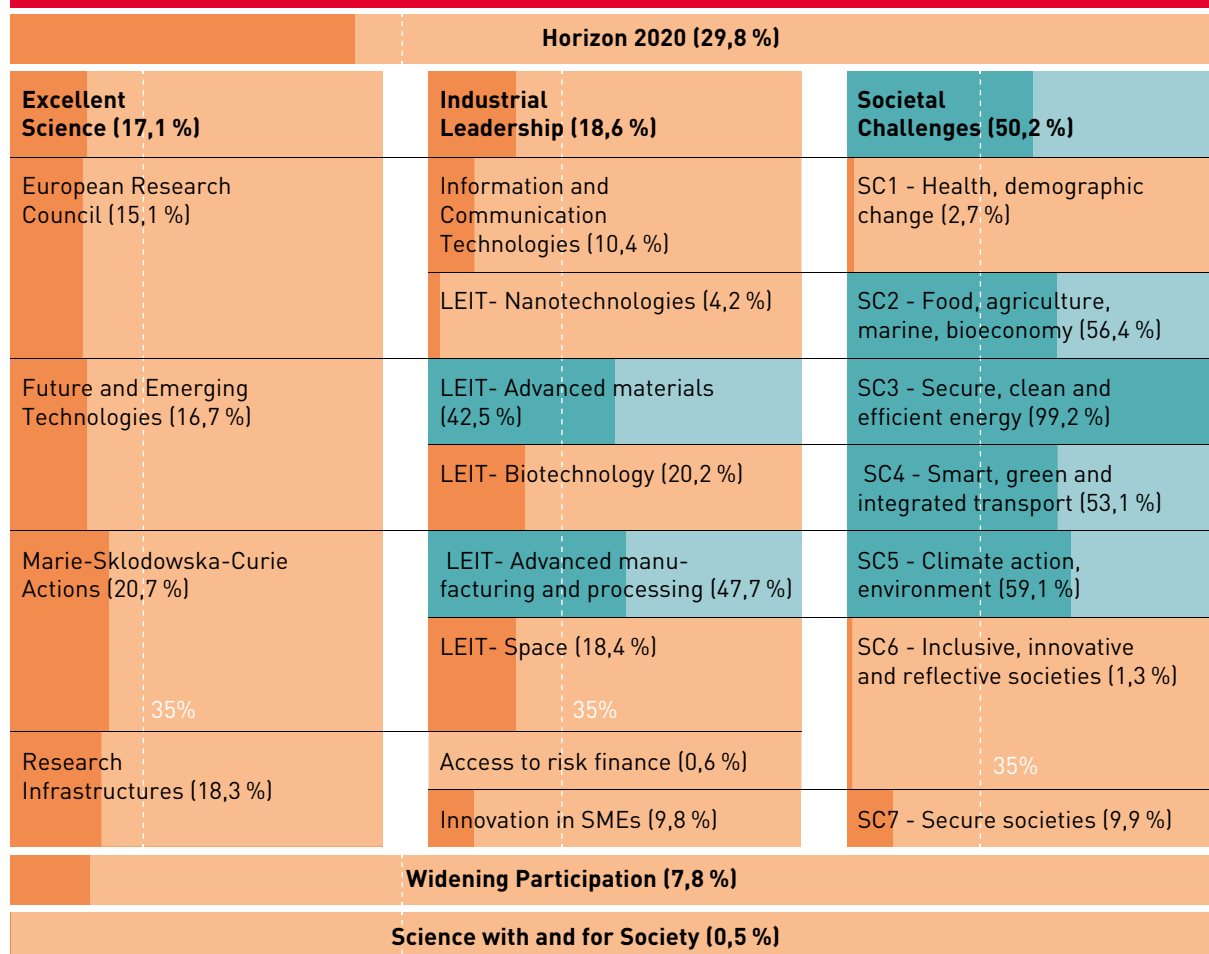 Horizon 2020 (29,8 %)
Excellent
Science (17,1 %)
European Research
Council (15,1 %)
Future and Emerging
Technologies (16,7 %)
Marie-Sklodowska-Curie
Actions (20,7 %)
35%
Research
Infrastructures (18,3 %)
Industrial
Leadership (18,6 %)
Information and
Communication
Technologies (10,4 %)
LEIT- Nanotechnologies (4,2 %)
LEIT- Advanced materials
(42,5 %)
LEIT- Biotechnology (20,2 %)
LEIT- Advanced manu-
facturing and processing (47,7 %)
LEIT- Space (18,4 %)
35%
Access to risk finance (0,6 %)
Innovation in SMEs (9,8 %)
Societal
Challenges (50,2 %)
SC1 - Health, demographic
change (2,7 %)
SC2 - Food, agriculture,
marine, bioeconomy (56,4 %)
SC3 - Secure, clean and
efficient energy (99,2 %)
SC4 - Smart, green and
integrated transport (53,1 %)
SC5 - Climate action,
environment (59,1 %)
SC6 - Inclusive, innovative
and reflective societies (1,3 %)
35%
SC7 - Secure societies (9,9 %)
Widening Participation (7,8 %)
Science with and for Society (0,5 %)